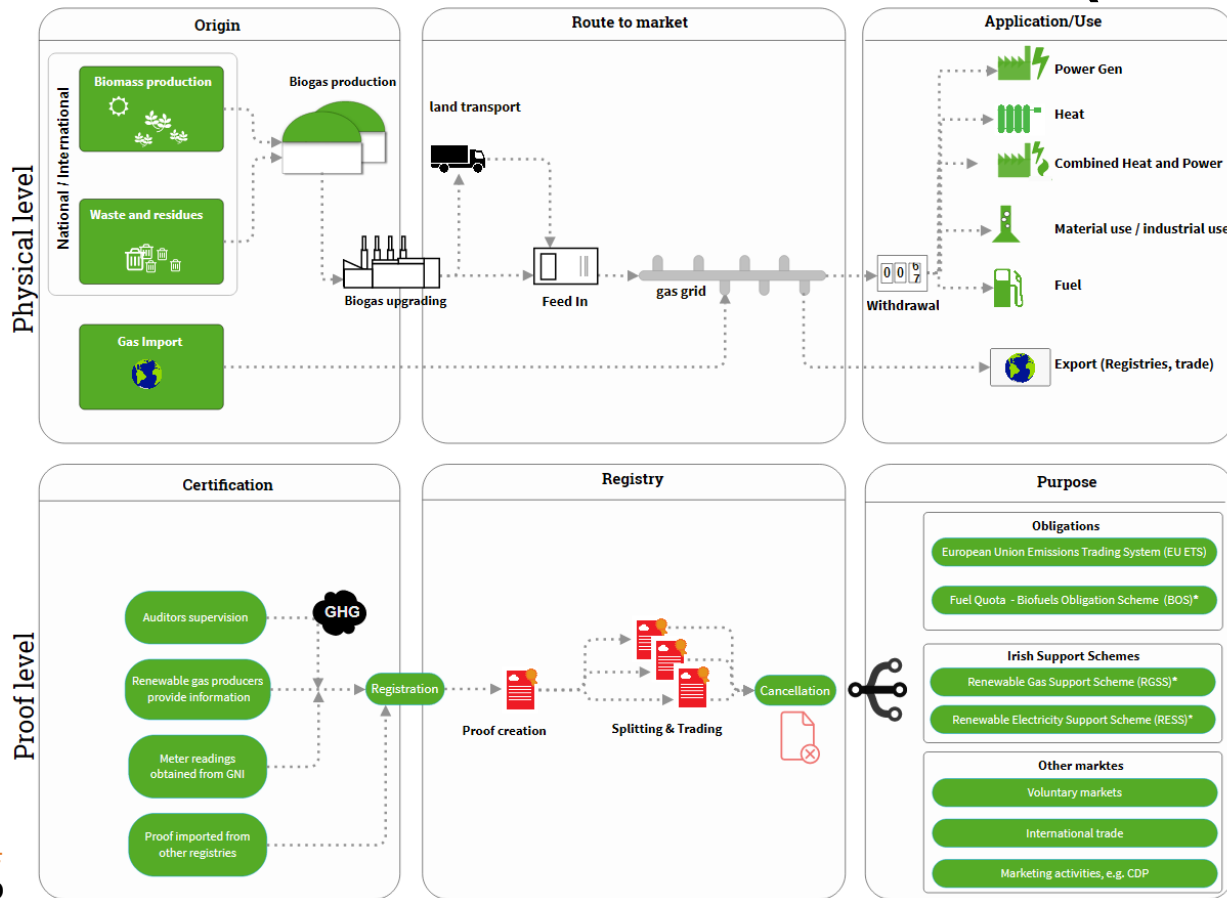 Origin
Route to market
Application/Use
Physical level
National / International
Biomass production
Waste and residues
Gas Import
Biogas production
Biogas upgrading
land transport
Feed In
gas grid
0 0 6
7
Withdrawal
Power Gen
Heat
Combined Heat and Power
Material use / industrial use
Fuel
Export (Registries, trade)
Proof level
Certification
Registry
Purpose
Auditors supervision
GHG
Renewable gas producers
provide information
Meter readings
obtained from GNI
Proof imported from
other registries
Registration
Proof creation
Splitting & Trading
Cancellation
Obligations
European Union Emissions Trading System (EU ETS)
Fuel Quota - Biofuels Obligation Scheme (BOS)*
Irish Support Schemes
Renewable Gas Support Scheme (RGSS)*
Renewable Electricity Support Scheme (RESS)*
Other marktes
Voluntary markets
International trade
Marketing activities, e.g. CDP